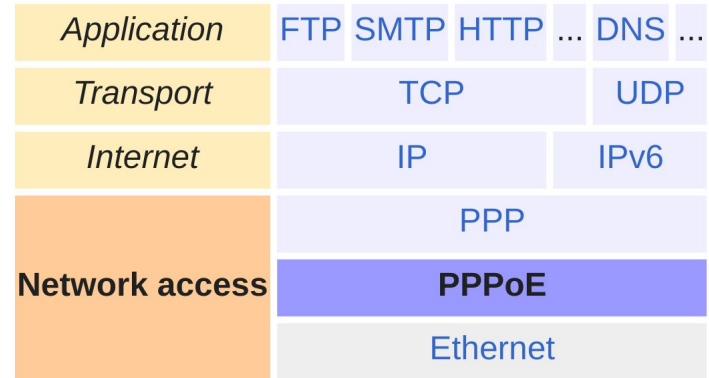 Application FTP SMTP HTTP ... DNS ...
Transport TCP UDP
Internet IP IPv6
PPP
Network access PPPoE
Ethernet